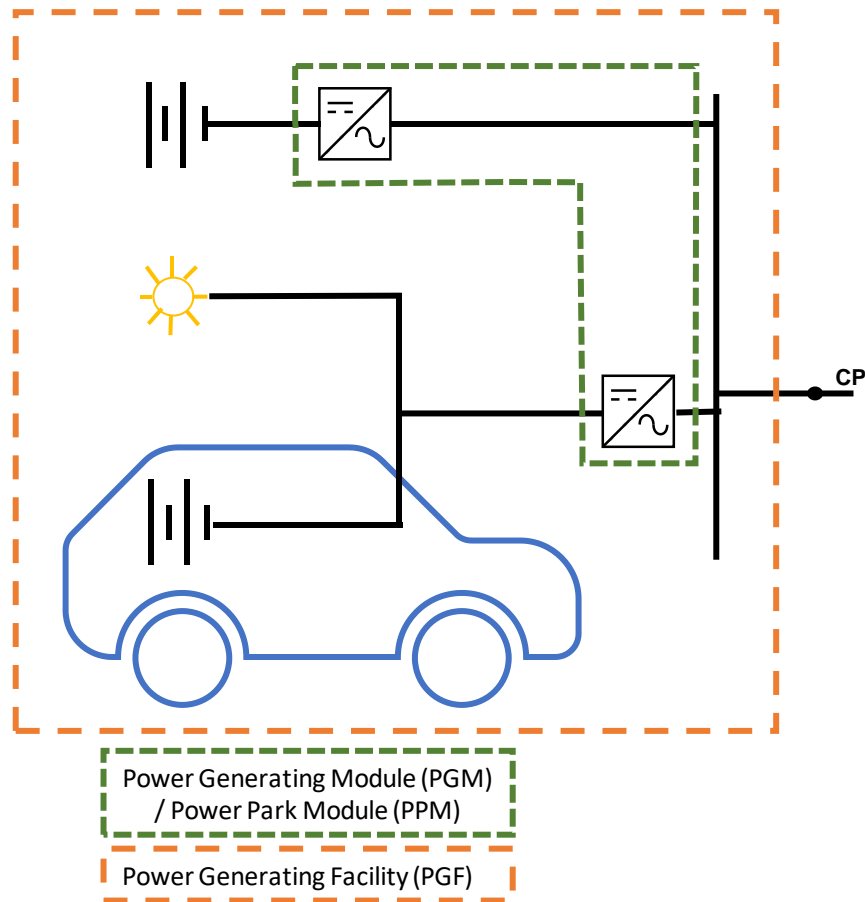 CP
Power Generating Module (PGM)
/ Power Park Module (PPM)
Power Generating Facility (PGF)